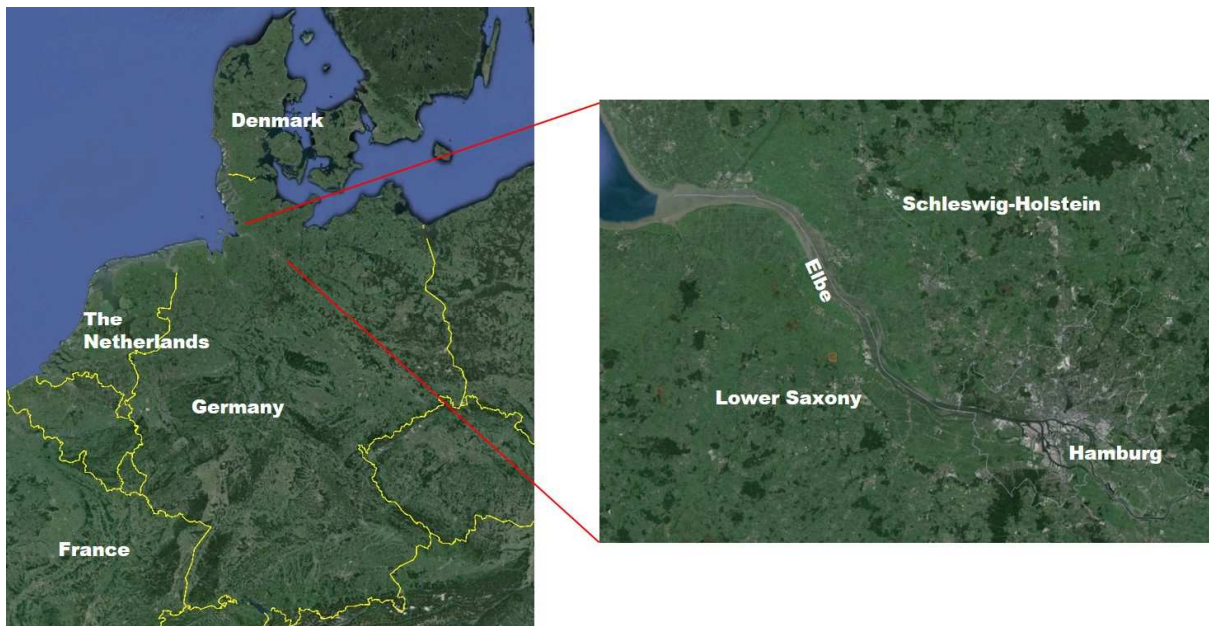 Denmark
The
Netherlands
Germany
France
Schleswig-Holstein
Elbe
Lower Saxony
Hamburg